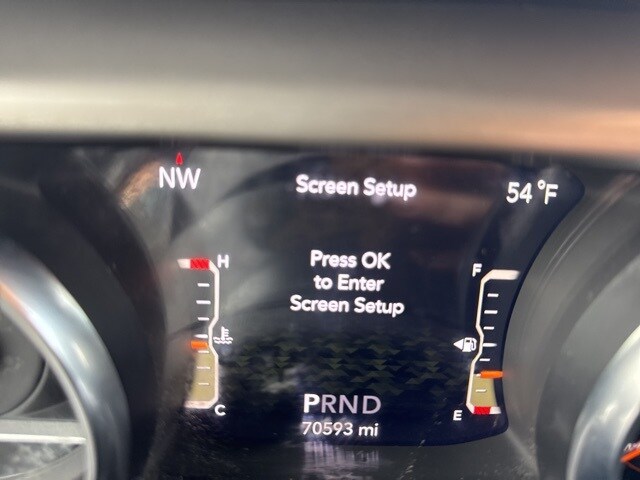 NW
Screen Setup
54 °F
H
Press OK
to Enter
Screen Setup
F
C
E
PRND
70593 mi